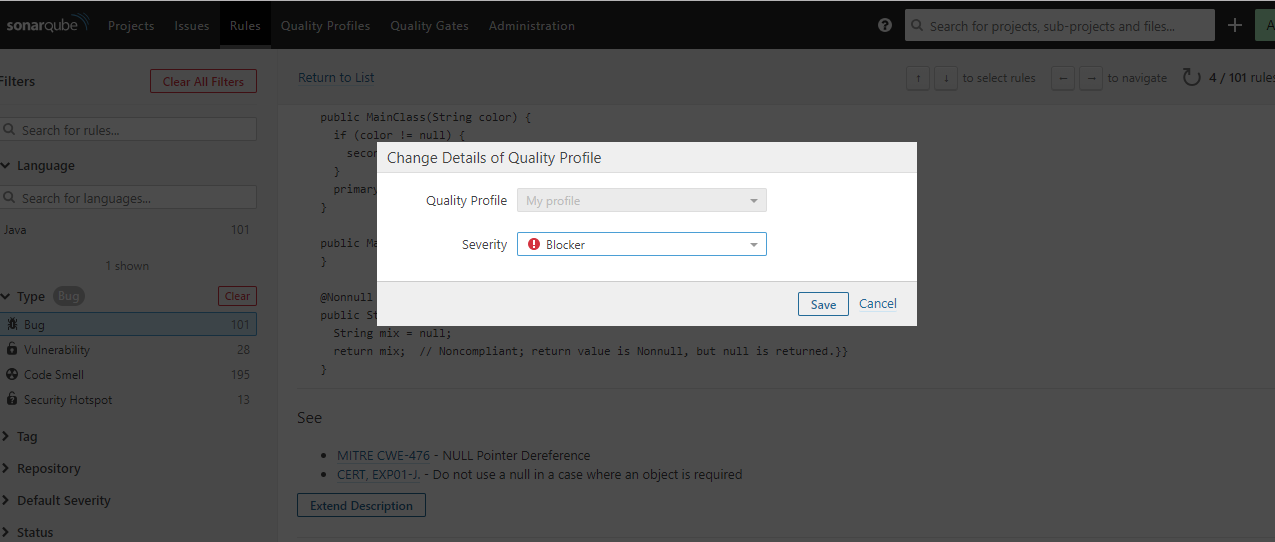 sonarqube Projects Issues Rules Quality Profiles Quality Gates Administration ? Search for projects, sub-projects and files... + A
Filters Clear All Filters
Search for rules...
Language
Search for languages...
Java 101
1 shown
Type Bug Clear
Bug 101
Vulnerability 28
Code Smell 195
Security Hotspot 13
Tag
Repository
Default Severity
Status
Return to List ↑ ↓ to select rules ← → to navigate 4 / 101 rules
public MainClass(String color) {
if (color != null) {
secon
}
primary
}
public Ma
}
@Nonnull
public St
String mix = null;
return mix;  // Noncompliant; return value is Nonnull, but null is returned.}}
}
See
MITRE CWE-476 - NULL Pointer Dereference
CERT, EXP01-J. - Do not use a null in a case where an object is required
Extend Description
Change Details of Quality Profile
Quality Profile My profile
Severity Blocker
Save Cancel